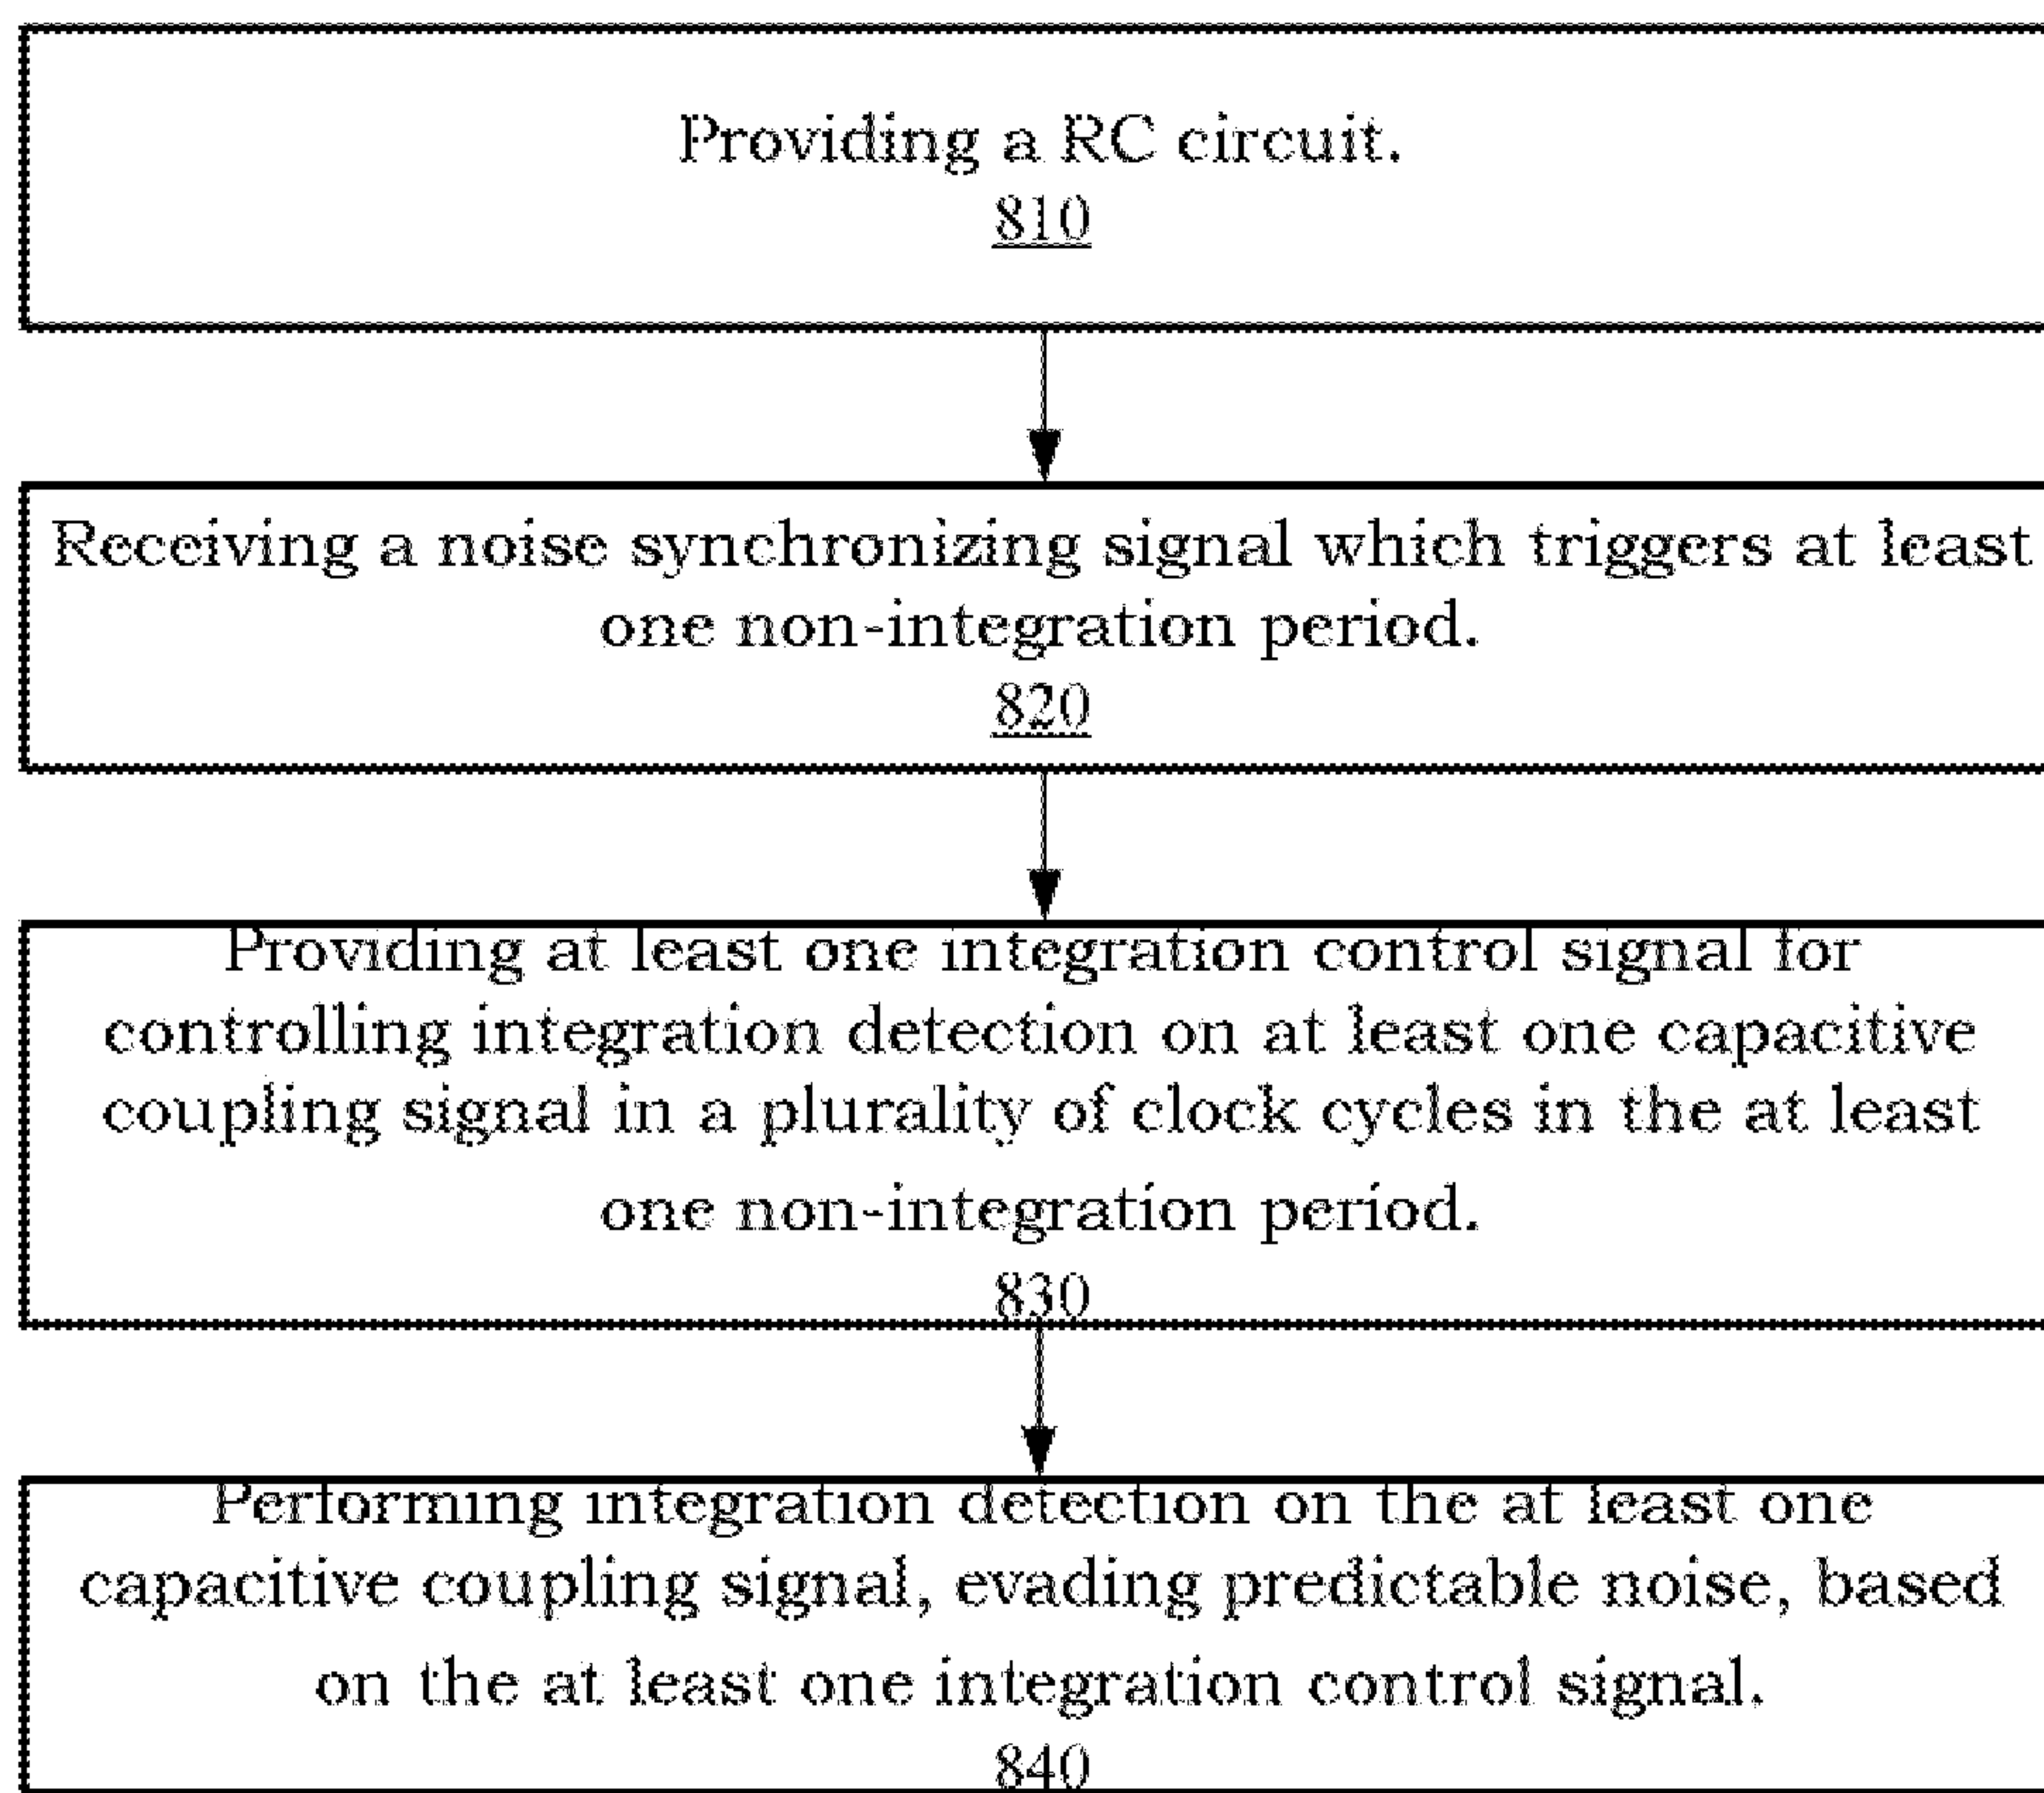 Providing a RC circuit.
810
Receiving a noise synchronizing signal which triggers at least
one non-integration period.
820
Providing at least one integration control signal for
controlling integration detection on at least one capacitive
coupling signal in a plurality of clock cycles in the at least
one non-integration period.
830
Performing integration detection on the at least one
capacitive coupling signal, evading predictable noise, based
on the at least one integration control signal.
840